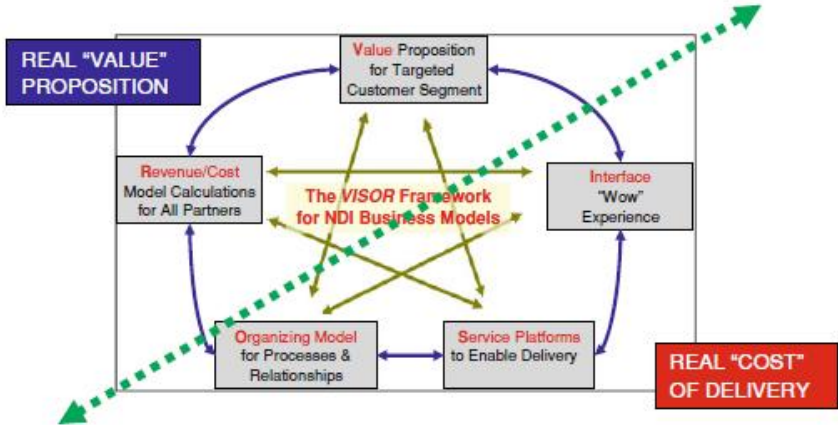 REAL “VALUE”
PROPOSITION
Value Proposition
for Targeted
Customer Segment
Revenue/Cost
Model Calculations
for All Partners
The VISOR Framework
for NDI Business Models
Interface
“Wow”
Experience
Organizing Model
for Processes &
Relationships
Service Platforms
to Enable Delivery
REAL “COST”
OF DELIVERY